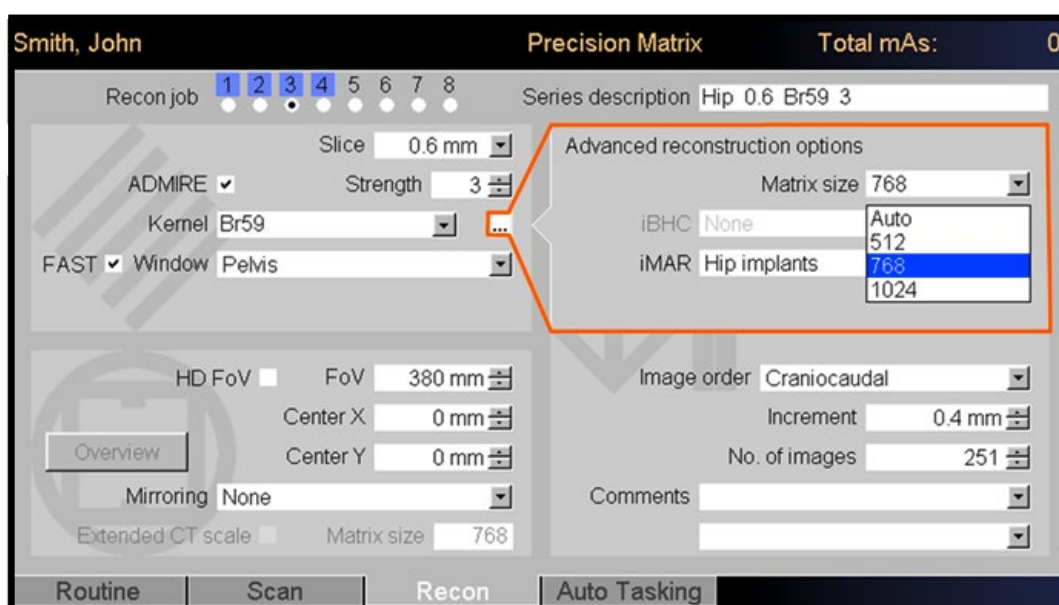 Smith, John Precision Matrix Total mAs: 0
Recon job 1 2 3 4 5 6 7 8 Series description Hip 0.6 Br59 3
Slice 0.6 mm Advanced reconstruction options
ADMIRE Strength 3 Matrix size 768
Kernel Br59 ... iBHC None Auto
512
FAST Window Pelvis iMAR Hip implants 768
1024
HD FoV FoV 380 mm Image order Craniocaudal
Center X 0 mm Increment 0.4 mm
Overview Center Y 0 mm No. of images 251
Mirroring None Comments
Extended CT scale Matrix size 768
Routine Scan Recon Auto Tasking